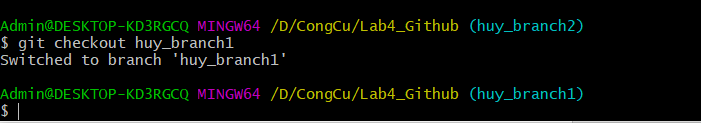 Admin@DESKTOP-KD3RGCQ MINGW64 /D/CongCu/Lab4_Github (huy_branch2)
$ git checkout huy_branch1
Switched to branch 'huy_branch1'
Admin@DESKTOP-KD3RGCQ MINGW64 /D/CongCu/Lab4_Github (huy_branch1)
$